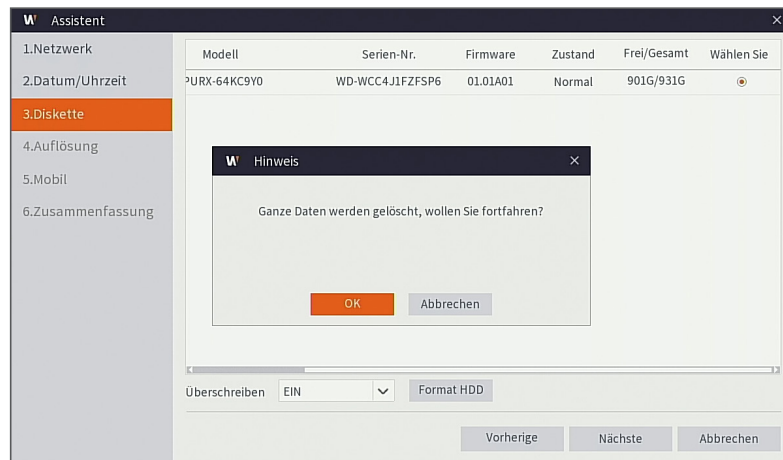 W Assistent
1.Netzwerk
2.Datum/Uhrzeit
3.Diskette
4.Auflösung
5.Mobil
6.Zusammenfassung
Modell Serien-Nr. Firmware Zustand Frei/Gesamt Wählen Sie
PURX-64KC9Y0 WD-WCC4J1FZFSP6 01.01A01 Normal 901G/931G
W Hinweis
Ganze Daten werden gelöscht, wollen Sie fortfahren?
OK Abbrechen
Überschreiben EIN Format HDD
Vorherige Nächste Abbrechen